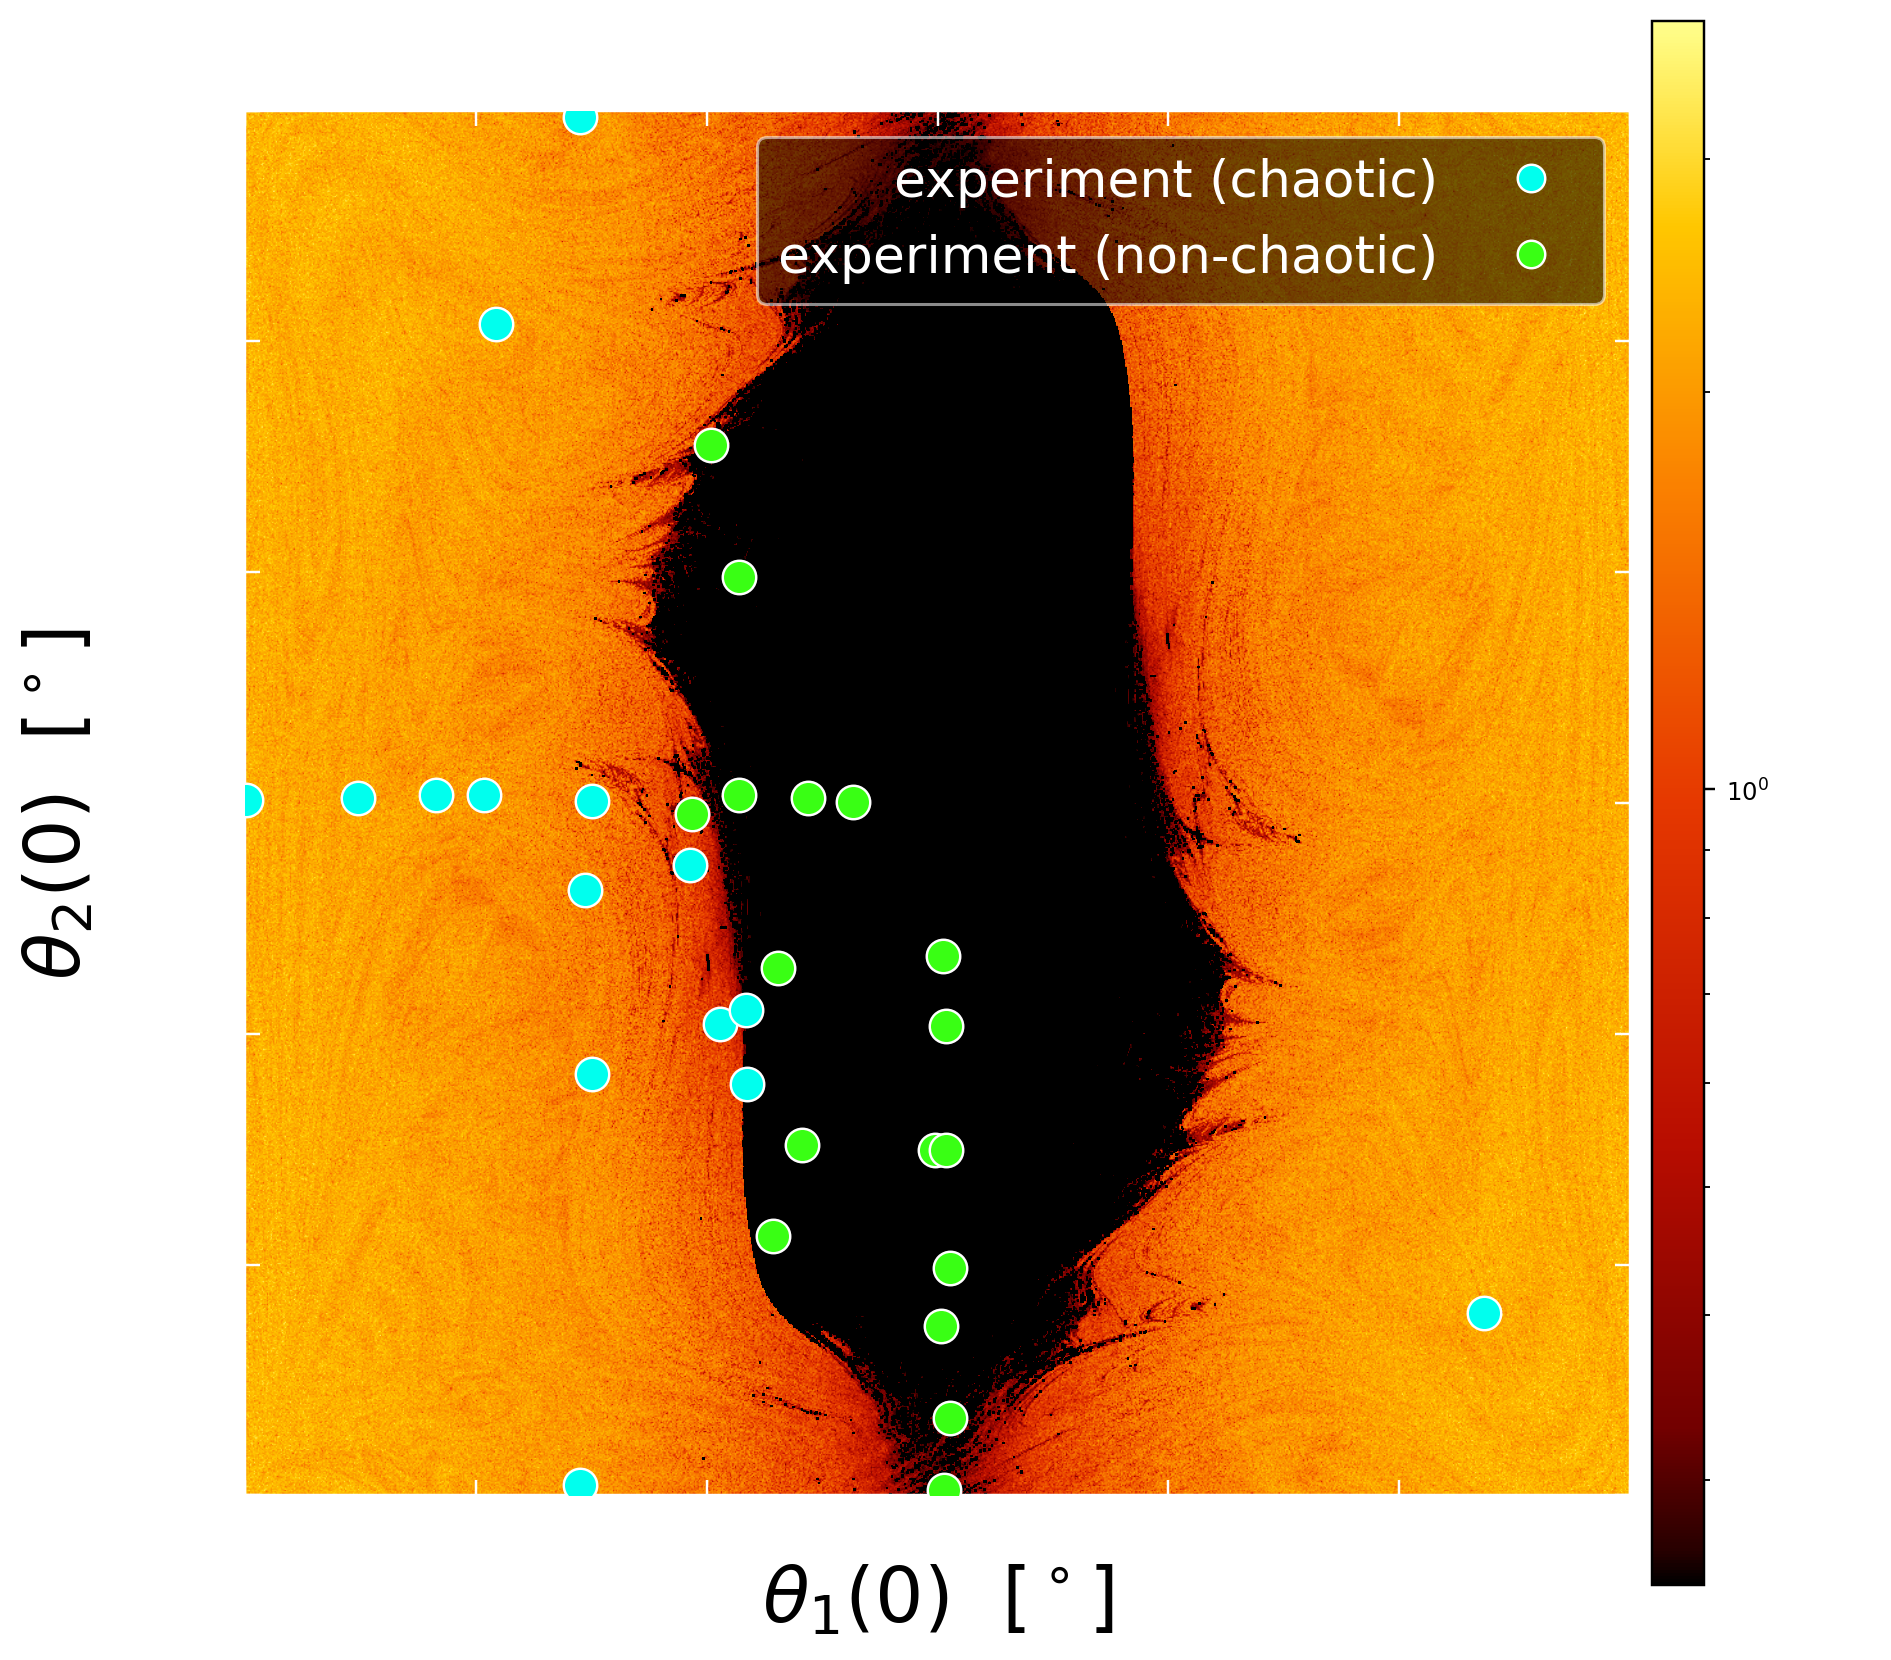 experiment (chaotic)
experiment (non-chaotic)
θ₂(0) [°]
10⁰
θ₁(0) [°]